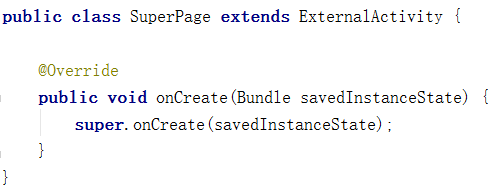 public class SuperPage extends ExternalActivity {
@Override
public void onCreate(Bundle savedInstanceState) {
super.onCreate(savedInstanceState);
}
}